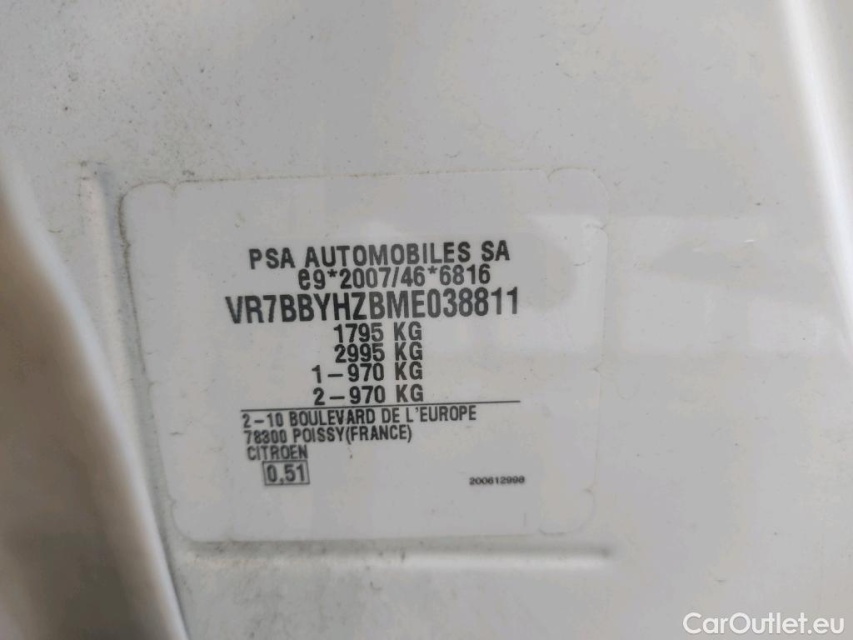 PSA AUTOMOBILES SA
e9*2007/46*6816
VR7BBYHZBME038811
1795 KG
2995 KG
1-970 KG
2-970 KG
2-10 BOULEVARD DE L'EUROPE
78300 POISSY(FRANCE)
CITROEN
0.51
200612998
CarOutlet.eu